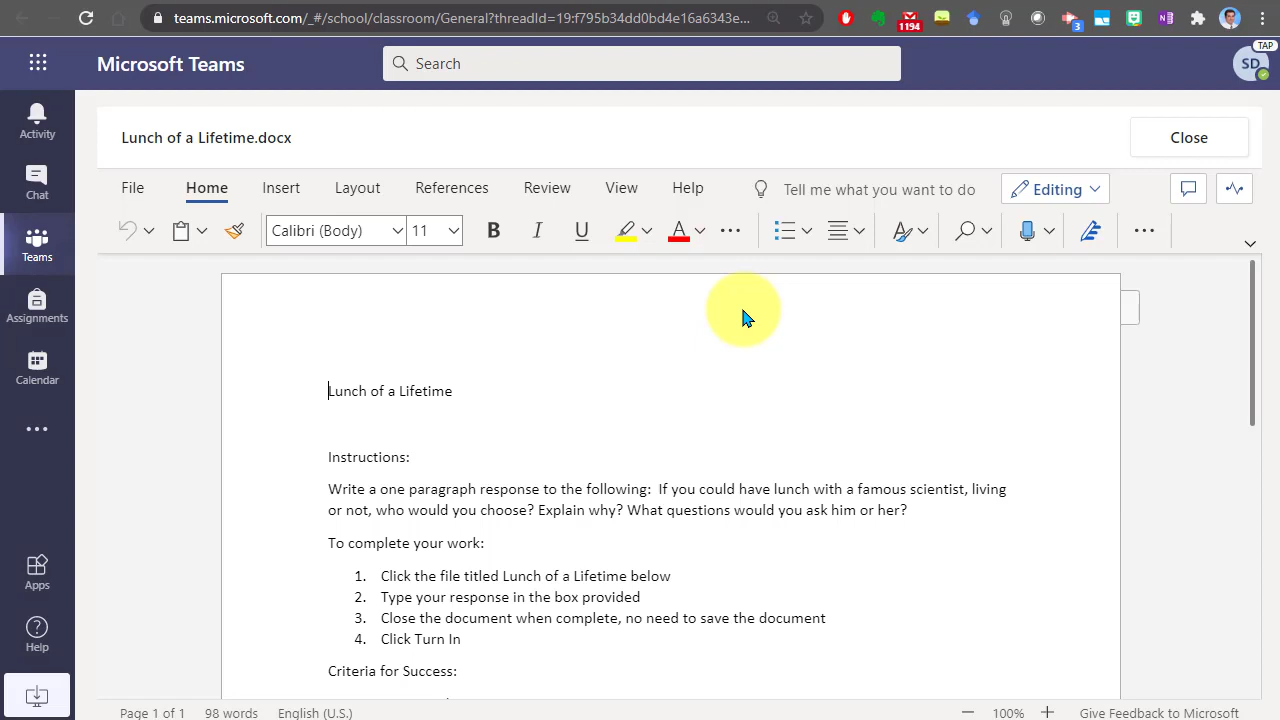 teams.microsoft.com/_#/school/classroom/General?threadId=19:f795b34dd0bd4e16a6343e...
1194
3
Microsoft Teams
Search
TAP
SD
Activity
Chat
Teams
Assignments
Calendar
Apps
Help
Lunch of a Lifetime.docx
Close
File Home Insert Layout References Review View Help Tell me what you want to do Editing
Calibri (Body) 11 B I U A
Lunch of a Lifetime
Instructions:
Write a one paragraph response to the following:  If you could have lunch with a famous scientist, living
or not, who would you choose? Explain why? What questions would you ask him or her?
To complete your work:
1. Click the file titled Lunch of a Lifetime below
2. Type your response in the box provided
3. Close the document when complete, no need to save the document
4. Click Turn In
Criteria for Success:
Page 1 of 1 98 words English (U.S.) 100% Give Feedback to Microsoft